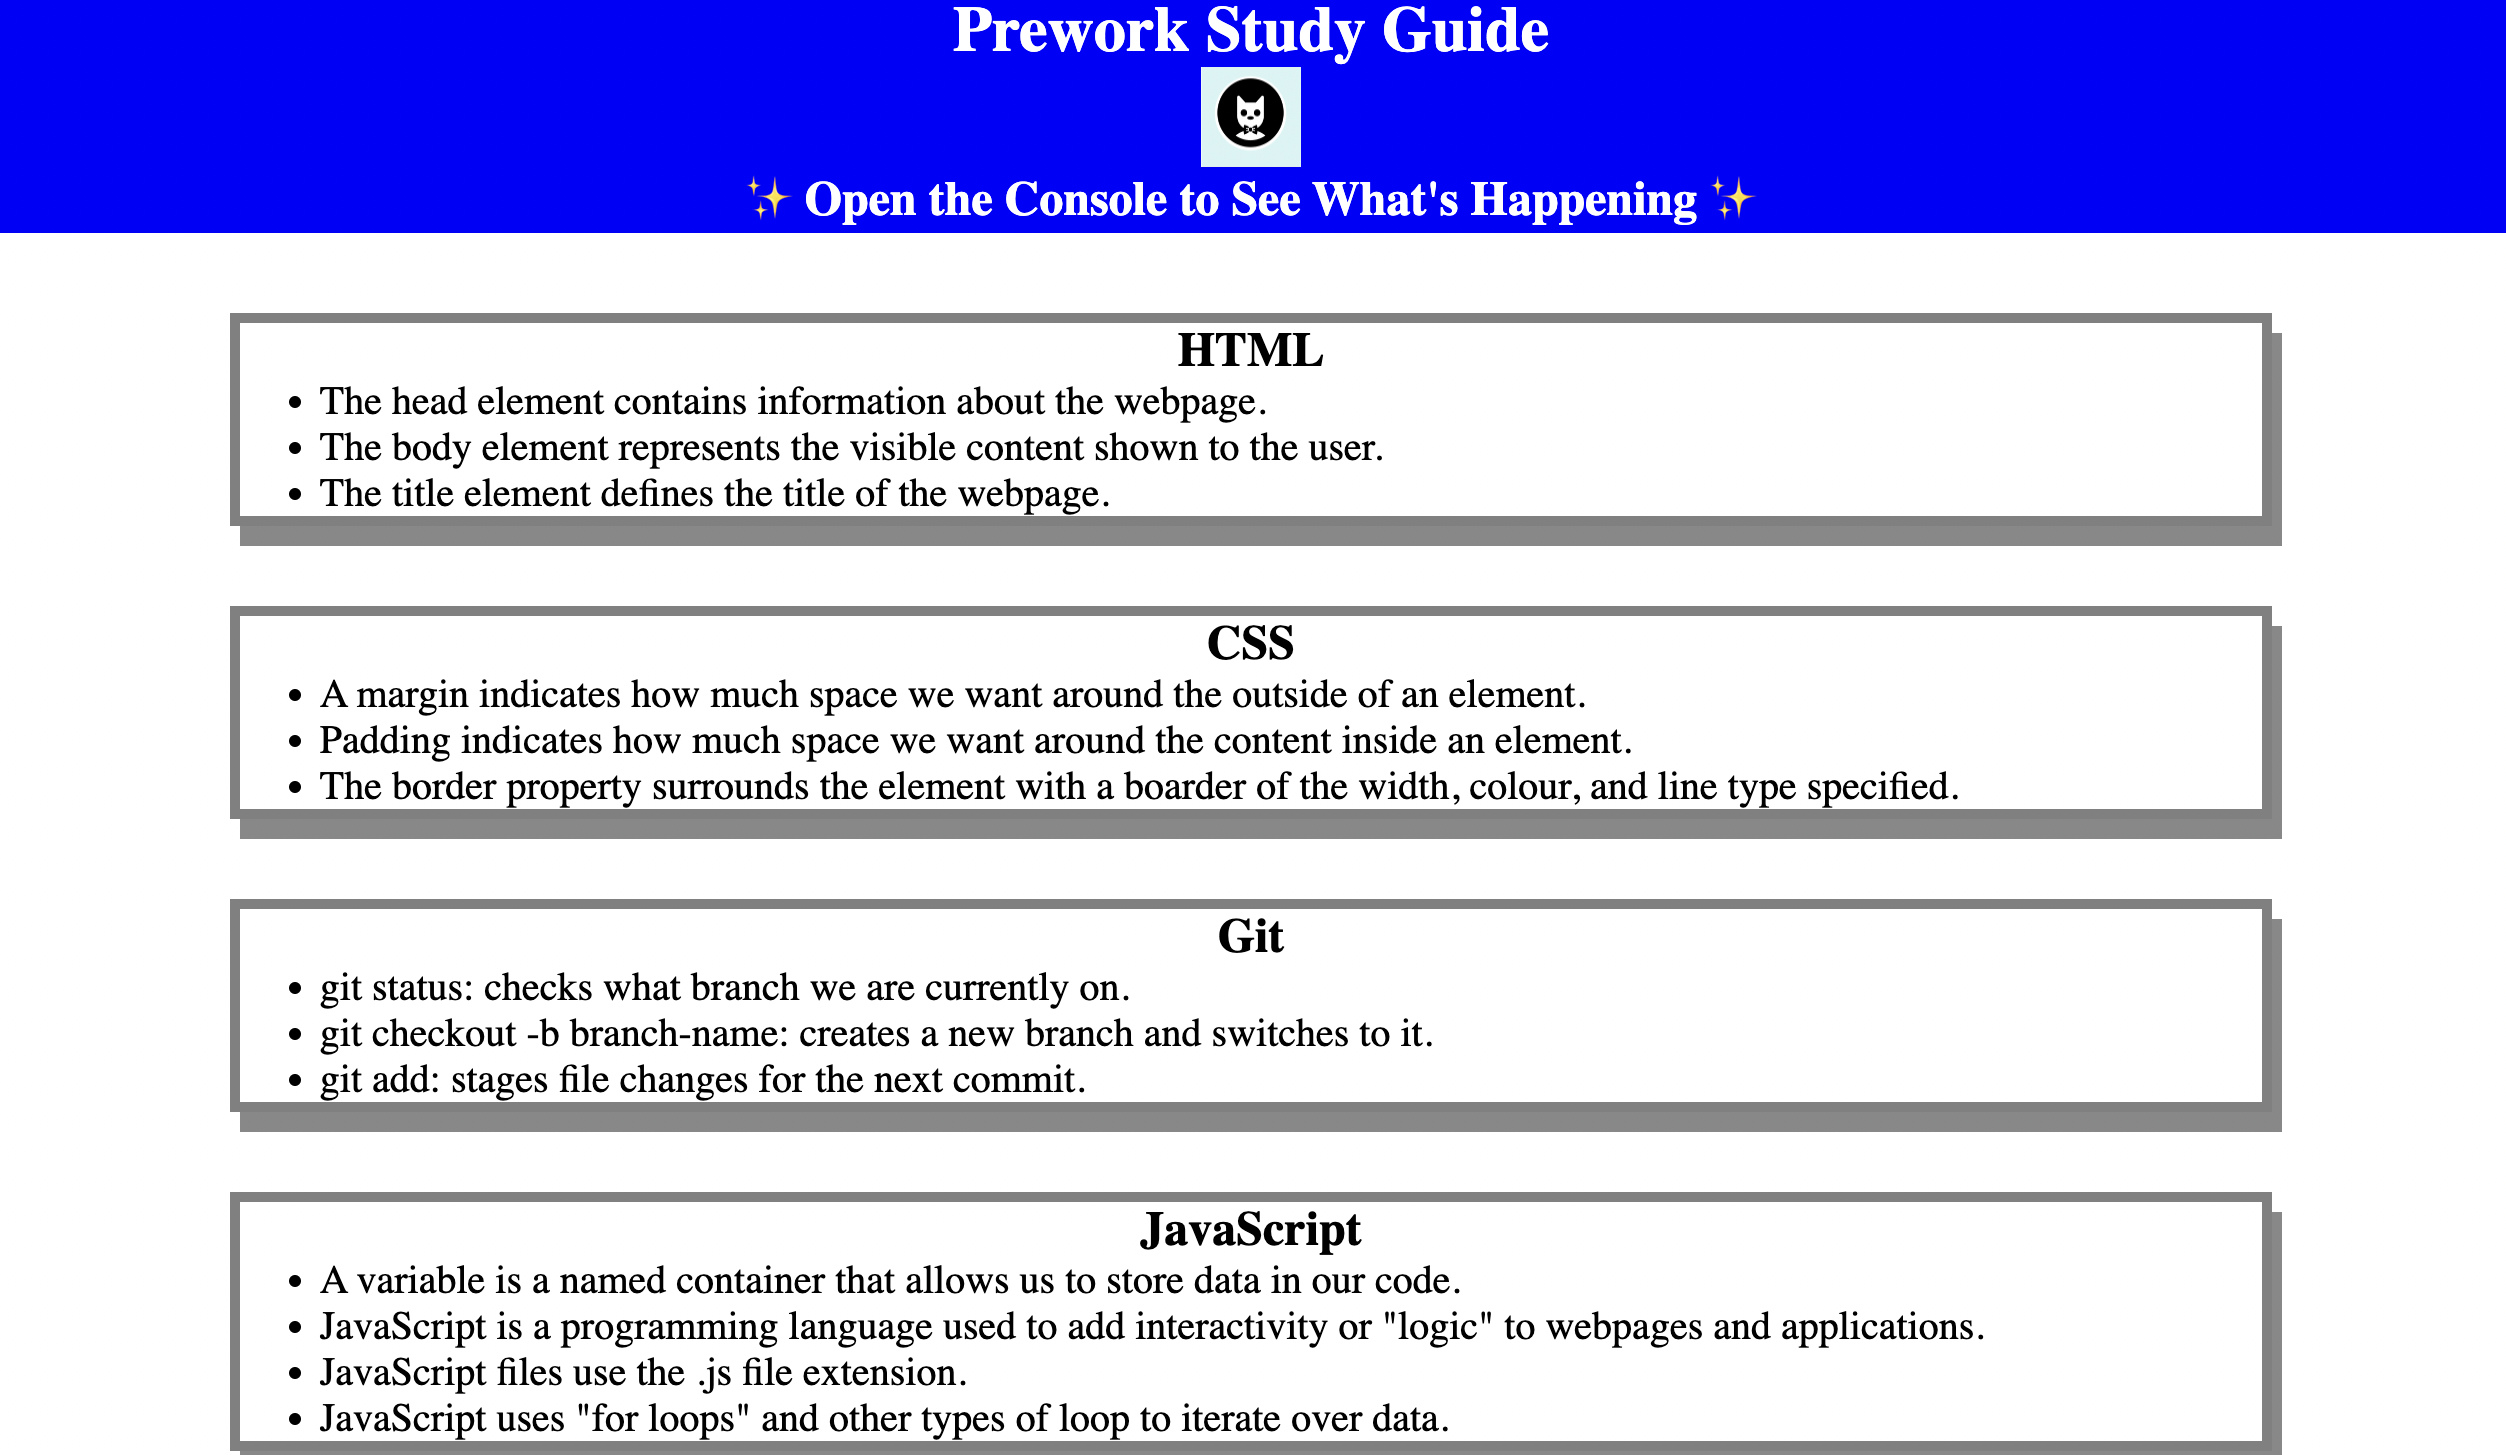 Prework Study Guide
✨ Open the Console to See What's Happening ✨
HTML
• The head element contains information about the webpage.
• The body element represents the visible content shown to the user.
• The title element defines the title of the webpage.
CSS
• A margin indicates how much space we want around the outside of an element.
• Padding indicates how much space we want around the content inside an element.
• The border property surrounds the element with a boarder of the width, colour, and line type specified.
Git
• git status: checks what branch we are currently on.
• git checkout -b branch-name: creates a new branch and switches to it.
• git add: stages file changes for the next commit.
JavaScript
• A variable is a named container that allows us to store data in our code.
• JavaScript is a programming language used to add interactivity or "logic" to webpages and applications.
• JavaScript files use the .js file extension.
• JavaScript uses "for loops" and other types of loop to iterate over data.